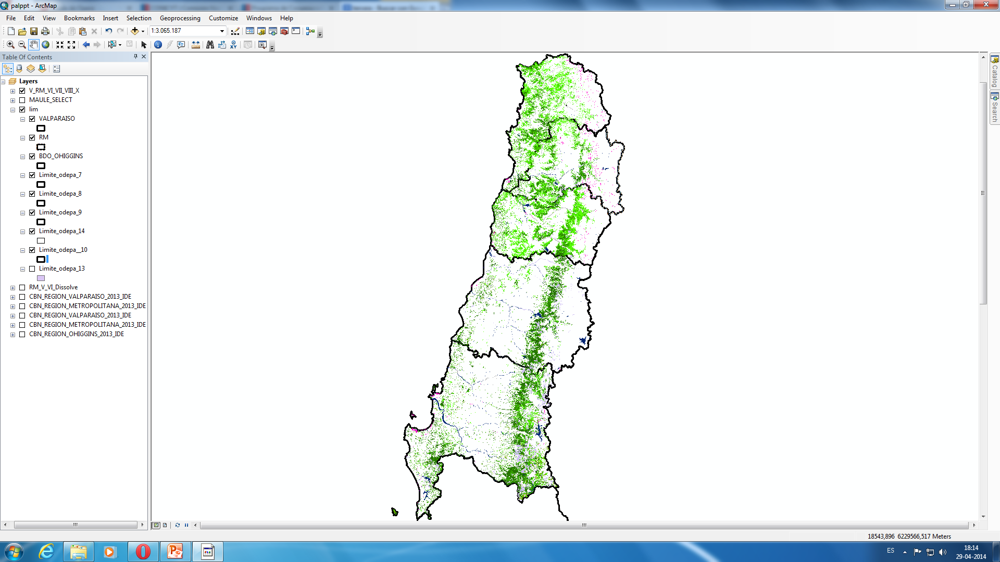 palppt - ArcMap
File Edit View Bookmarks Insert Selection Geoprocessing Customize Windows Help
1:3.065.187
Table Of Contents
Layers
V_RM_VI_VII_VIII_X
MAULE_SELECT
lim
VALPARAISO
RM
BDO_OHIGGINS
Limite_odepa_7
Limite_odepa_8
Limite_odepa_9
Limite_odepa_14
Limite_odepa__10
Limite_odepa_13
RM_V_VI_Dissolve
CBN_REGION_VALPARAISO_2013_IDE
CBN_REGION_METROPOLITANA_2013_IDE
CBN_REGION_VALPARAISO_2013_IDE
CBN_REGION_METROPOLITANA_2013_IDE
CBN_REGION_OHIGGINS_2013_IDE
Catalog
Search
18543,896 6229566,517 Meters
ES
18:14
29-04-2014